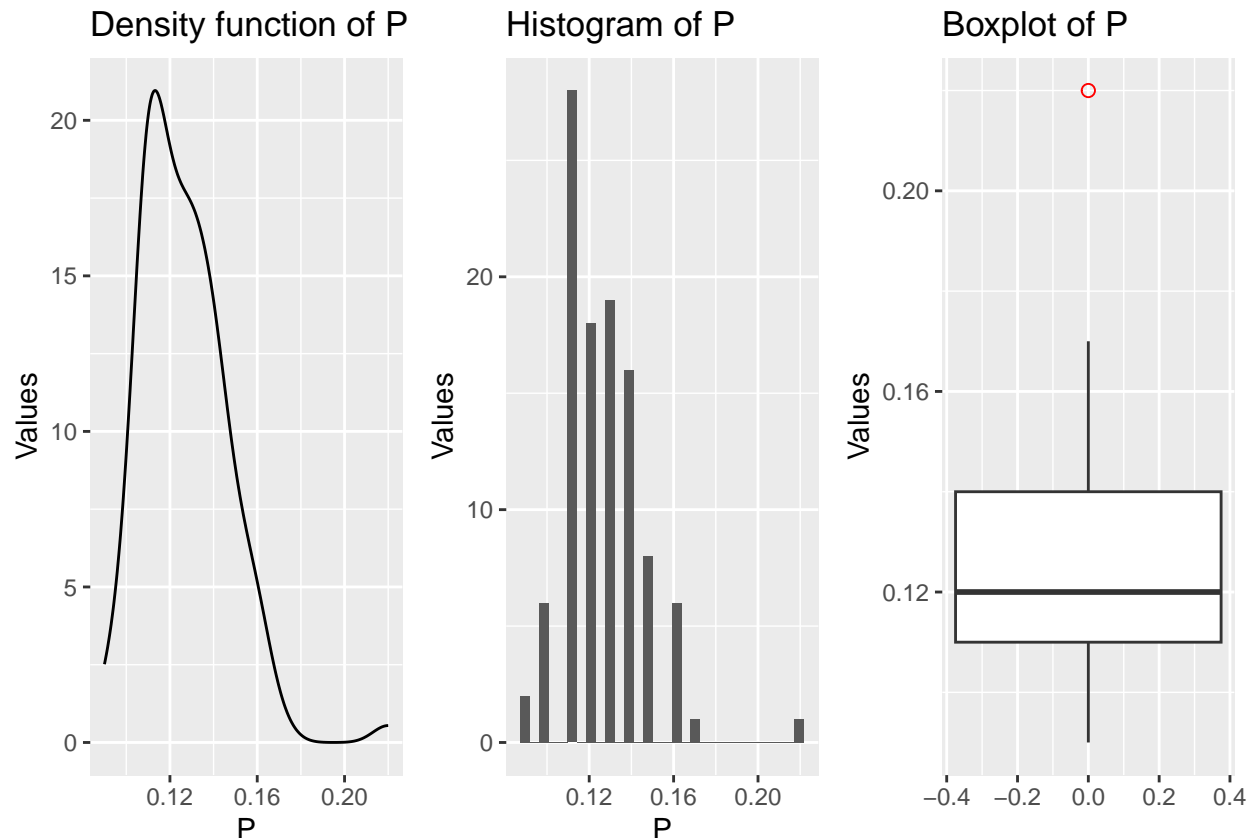 Density function of P
Values
20
15
10
5
0
0.12 0.16 0.20
P
Histogram of P
Values
20
10
0
0.12 0.16 0.20
P
Boxplot of P
Values
0.20
0.16
0.12
−0.4 −0.2 0.0 0.2 0.4